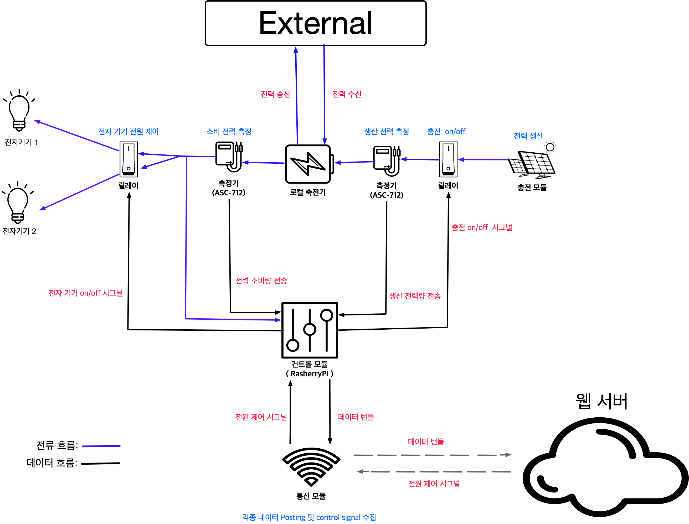 External
전력 송신
전력 수신
전자 기기 전원 제어
소비 전력 측정
생산 전력 측정
충전 on/off
전력 생산
전자기기 1
릴레이
측정기
(ASC-712)
로컬 축전기
측정기
(ASC-712)
릴레이
충전 모듈
전자기기 2
충전 on/off 시그널
전력 소비량 전송
전자 기기 on/off 시그널
생산 전력량 전송
컨트롤 모듈
( RasberryPI )
웹 서버
전원 제어 시그널
데이터 번들
데이터 번들
전원 제어 시그널
전류 흐름:
데이터 흐름:
통신 모듈
각종 데이터 Posting 및 control signal 수집